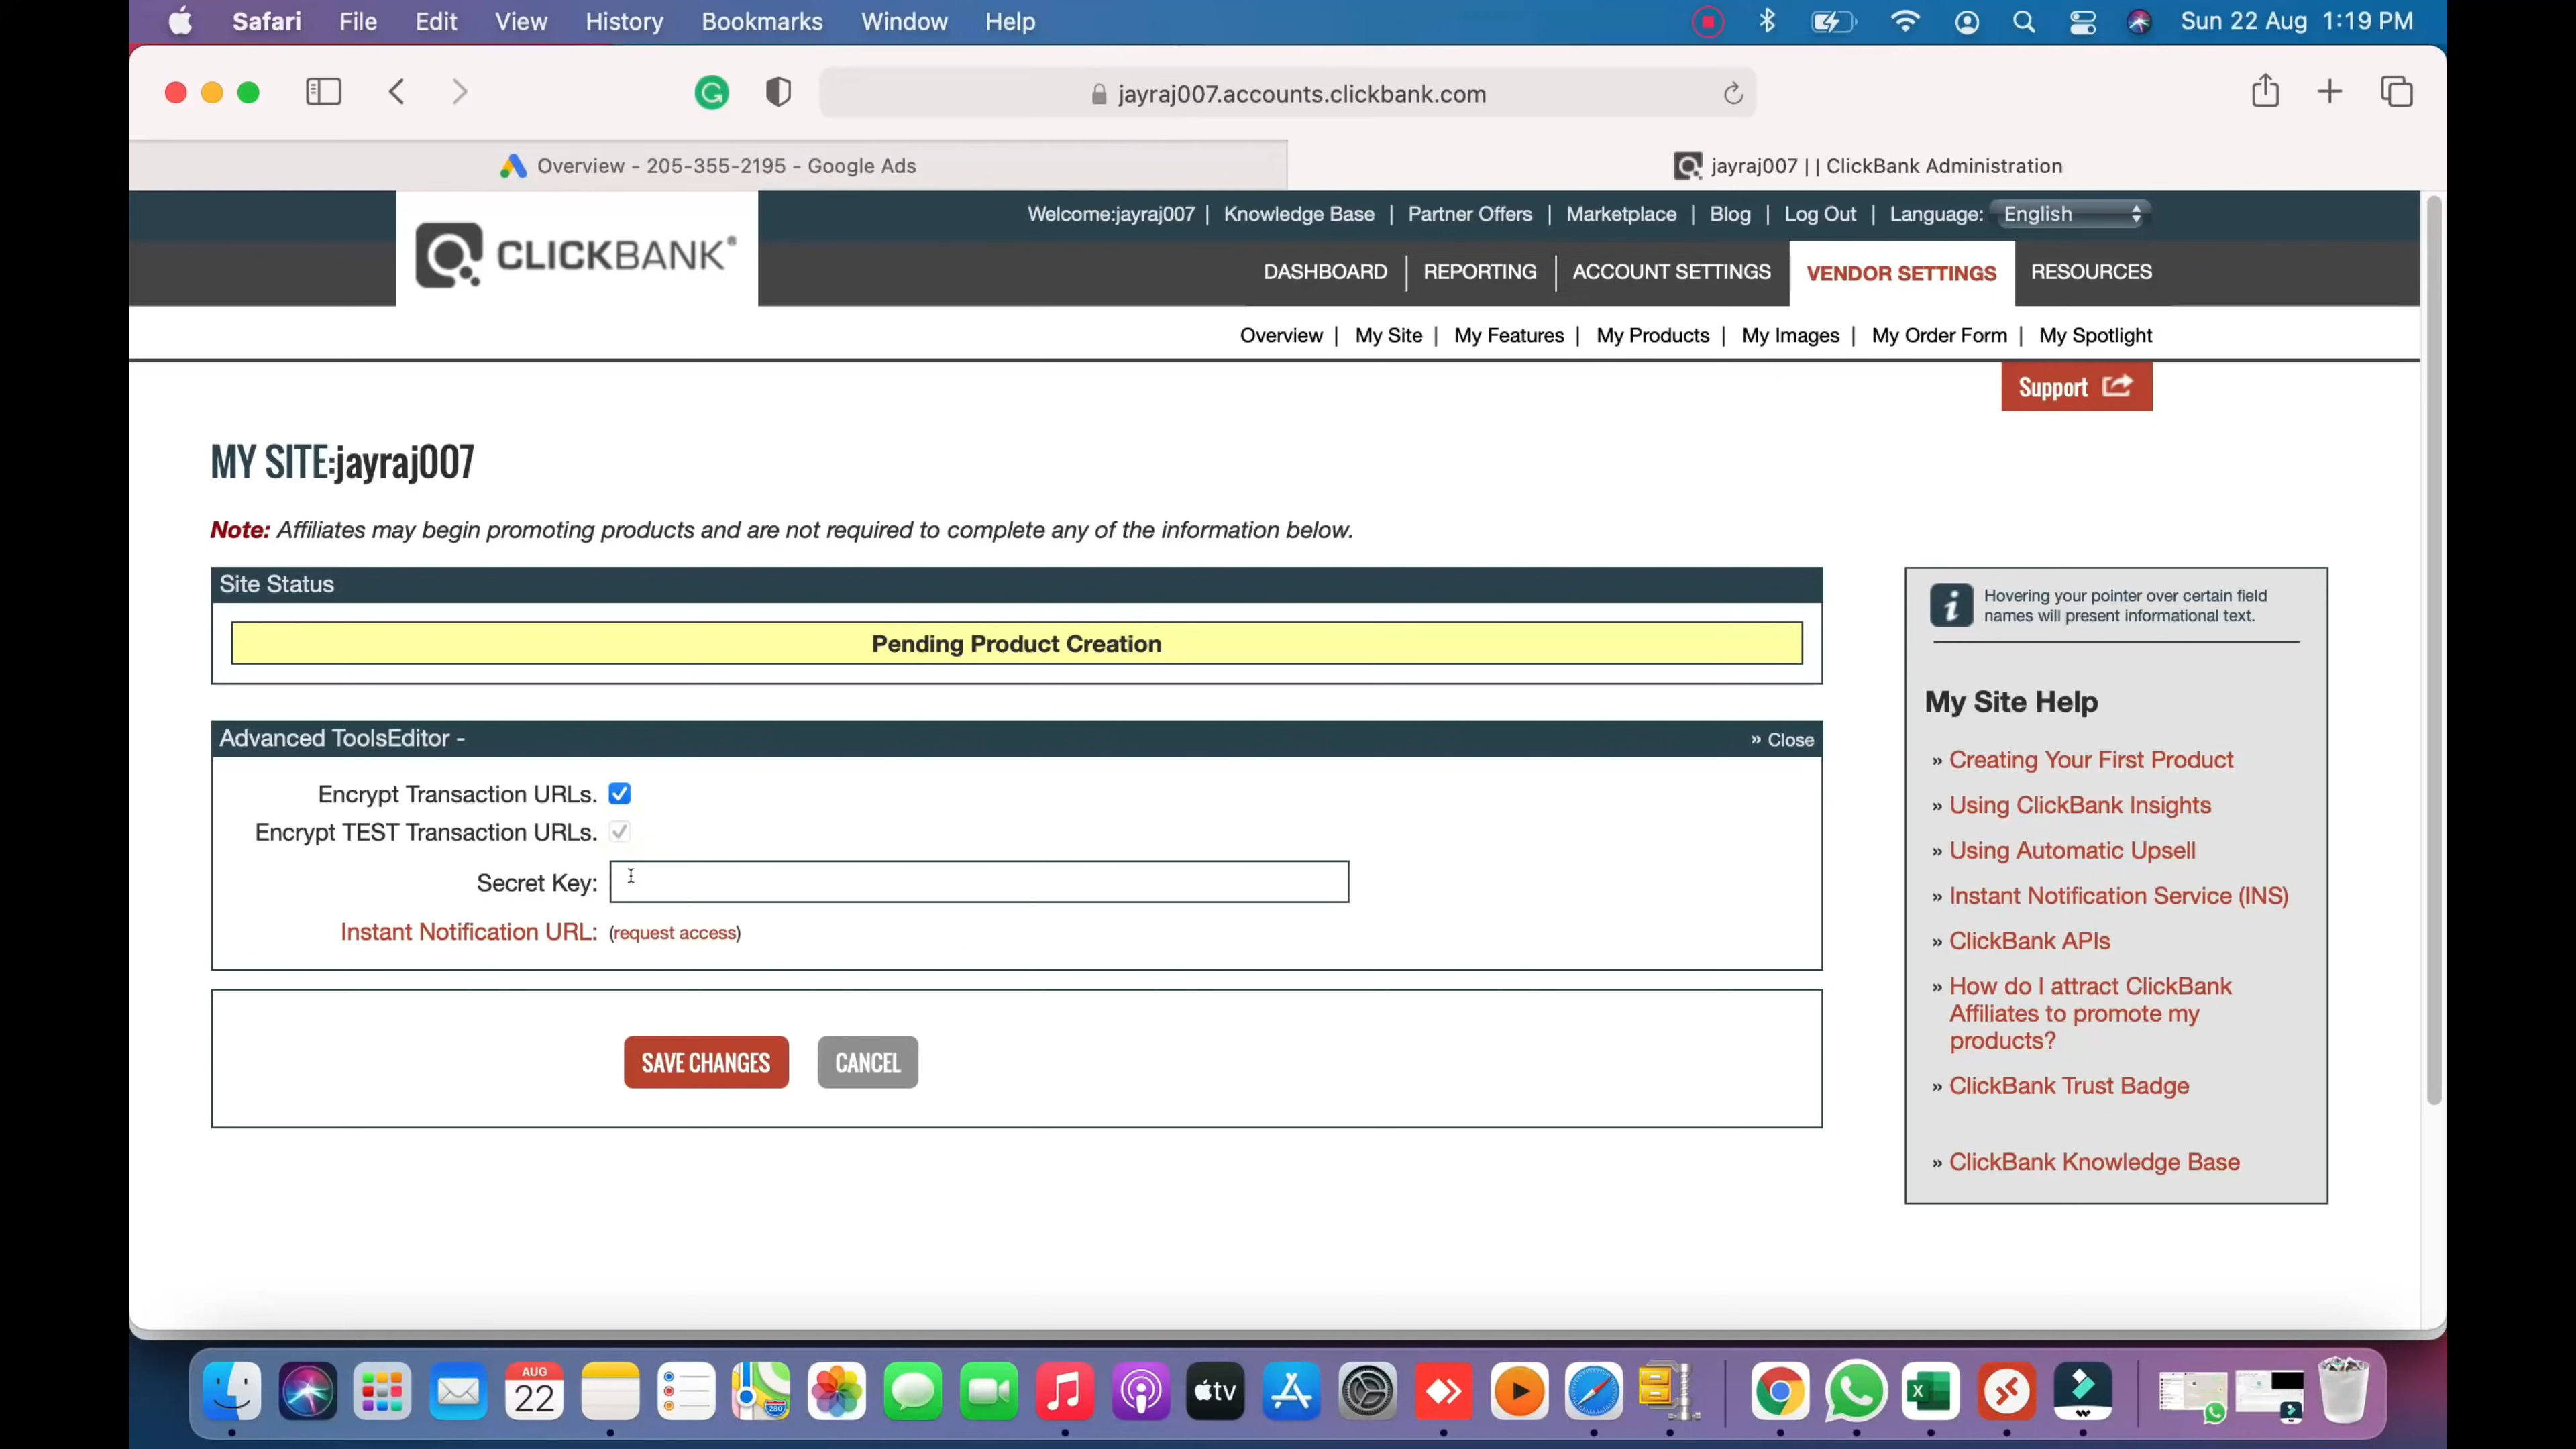 Safari File Edit View History Bookmarks Window Help Sun 22 Aug 1:19 PM
jayraj007.accounts.clickbank.com
Overview - 205-355-2195 - Google Ads
jayraj007 | | ClickBank Administration
Welcome:jayraj007 | Knowledge Base | Partner Offers | Marketplace | Blog | Log Out | Language: English
CLICKBANK®
DASHBOARD | REPORTING | ACCOUNT SETTINGS VENDOR SETTINGS RESOURCES
Overview | My Site | My Features | My Products | My Images | My Order Form | My Spotlight
Support
MY SITE:jayraj007
Note: Affiliates may begin promoting products and are not required to complete any of the information below.
Site Status
Pending Product Creation
Advanced ToolsEditor -
» Close
Encrypt Transaction URLs.
Encrypt TEST Transaction URLs.
Secret Key:
Instant Notification URL: (request access)
SAVE CHANGES CANCEL
i
Hovering your pointer over certain field
names will present informational text.
My Site Help
» Creating Your First Product
» Using ClickBank Insights
» Using Automatic Upsell
» Instant Notification Service (INS)
» ClickBank APIs
» How do I attract ClickBank
Affiliates to promote my
products?
» ClickBank Trust Badge
» ClickBank Knowledge Base
AUG
22
280
tv
X